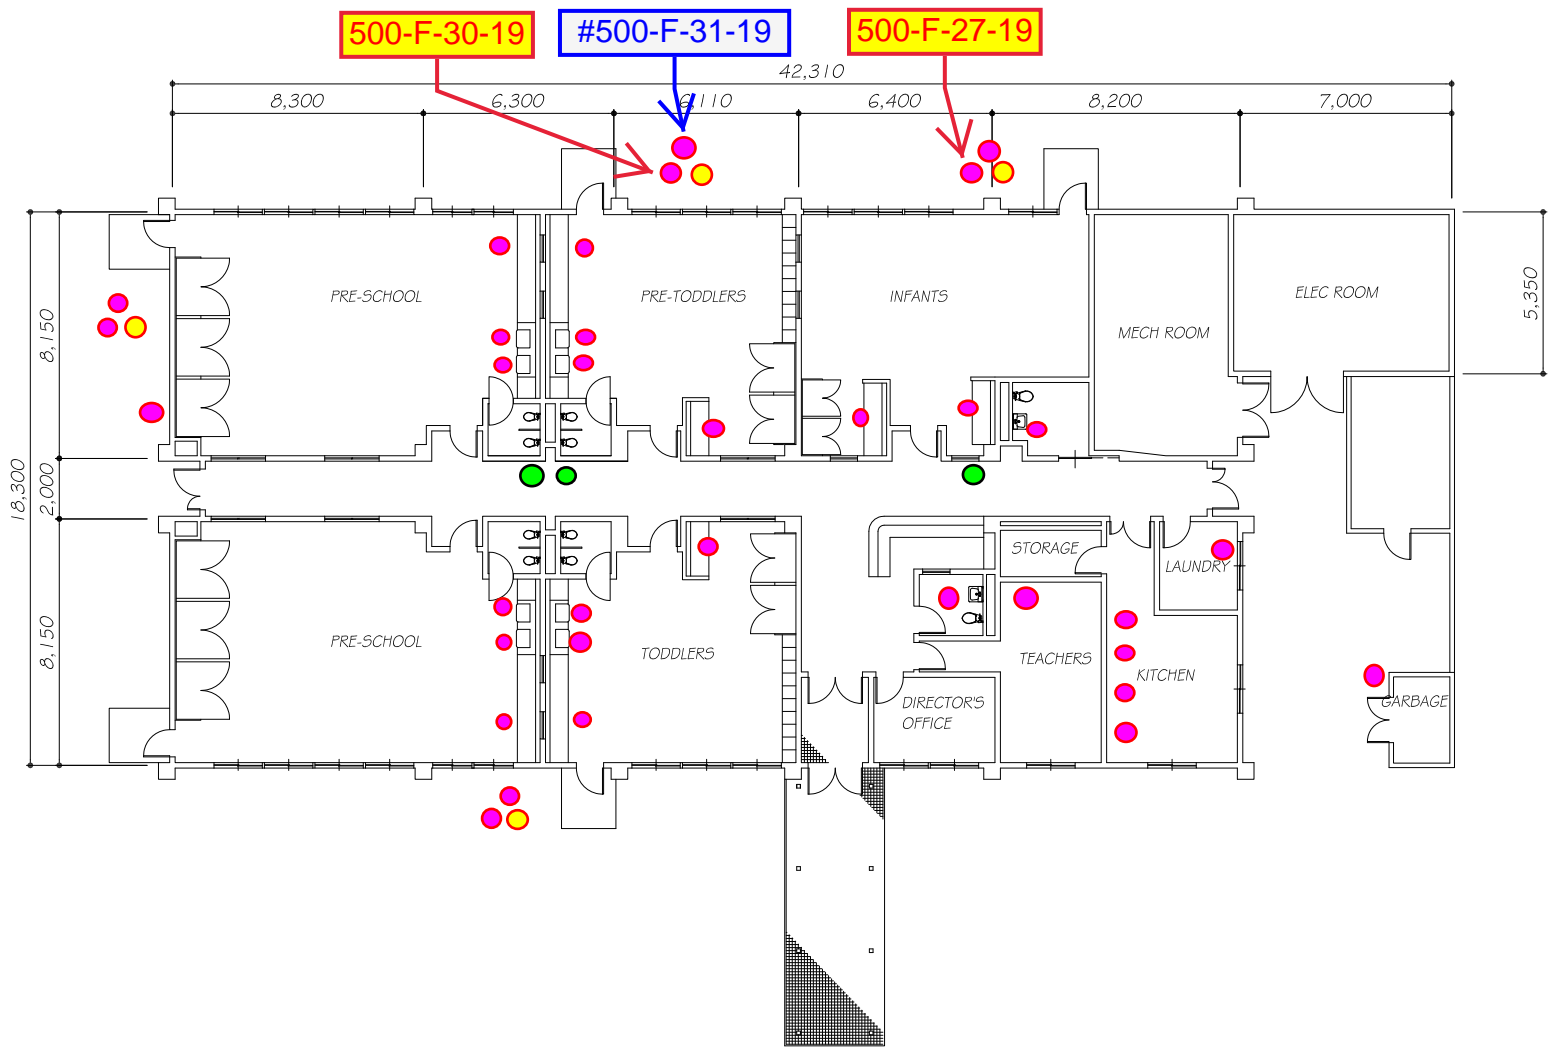 500-F-30-19
#500-F-31-19
500-F-27-19
42,310
8,300
6,300
6,110
6,400
8,200
7,000
8,150
18,300
2,000
8,150
5,350
PRE-SCHOOL
PRE-TODDLERS
INFANTS
MECH ROOM
ELEC ROOM
PRE-SCHOOL
TODDLERS
STORAGE
LAUNDRY
TEACHERS
KITCHEN
DIRECTOR'S
OFFICE
GARBAGE